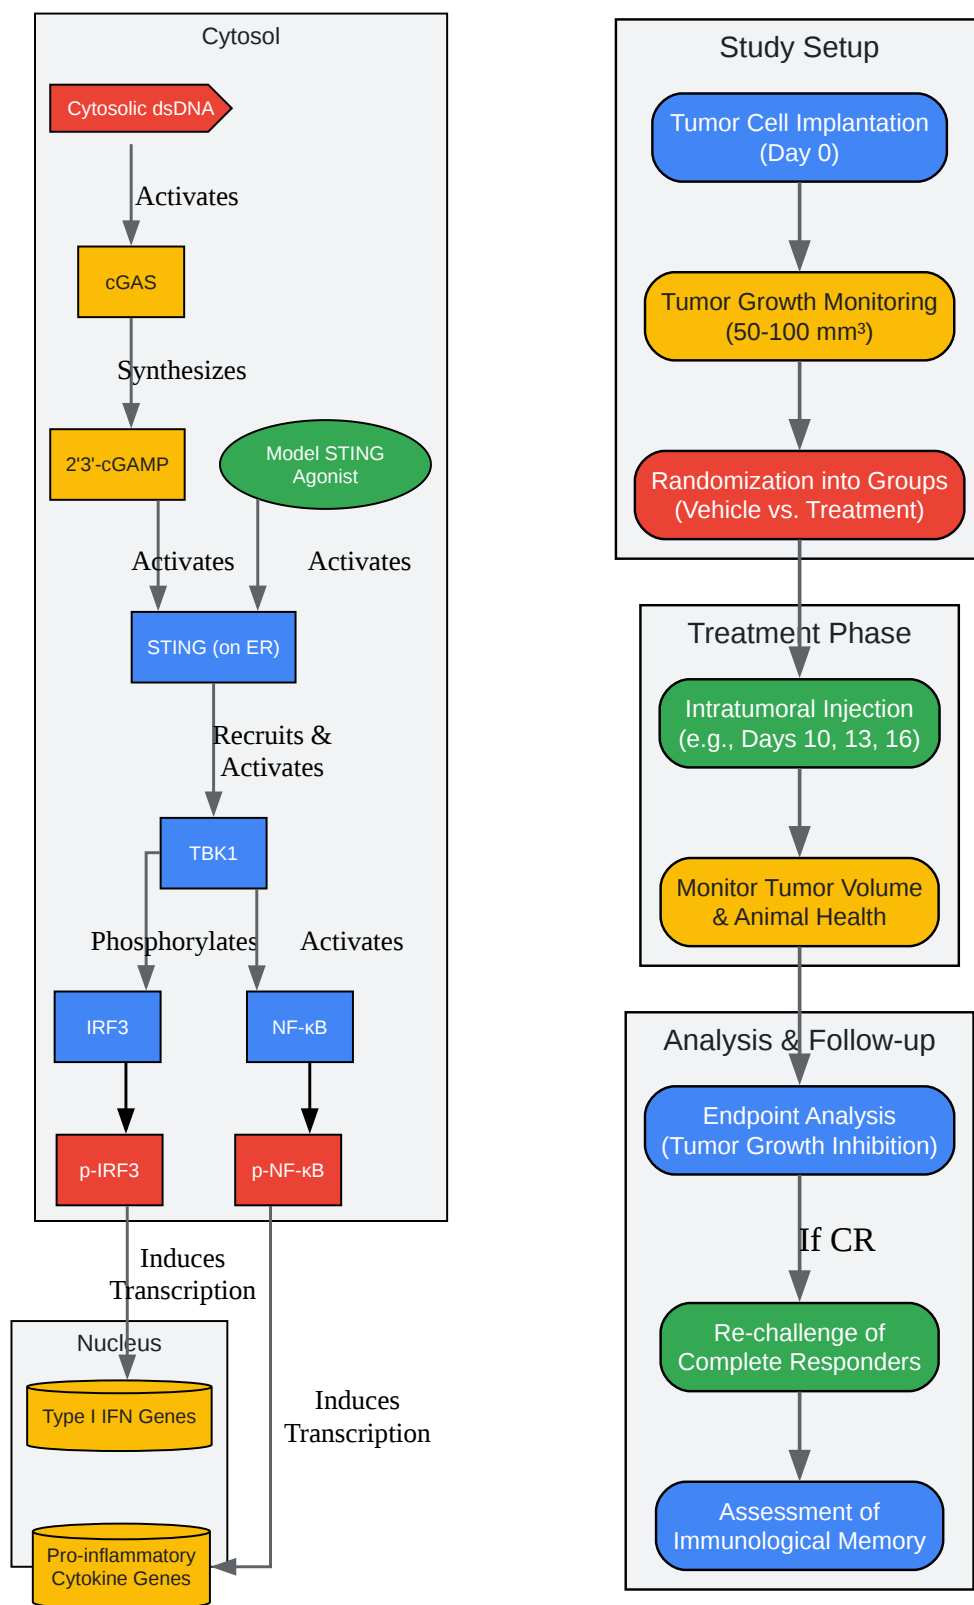 Cytosol
Cytosolic dsDNA
Activates
cGAS
Synthesizes
2'3'-cGAMP
Model STING
Agonist
Activates
Activates
STING (on ER)
Recruits &
Activates
TBK1
Phosphorylates
Activates
IRF3
NF-κB
p-IRF3
p-NF-κB
Induces
Transcription
Nucleus
Type I IFN Genes
Induces
Transcription
Pro-inflammatory
Cytokine Genes
Study Setup
Tumor Cell Implantation
(Day 0)
Tumor Growth Monitoring
(50-100 mm³)
Randomization into Groups
(Vehicle vs. Treatment)
Treatment Phase
Intratumoral Injection
(e.g., Days 10, 13, 16)
Monitor Tumor Volume
& Animal Health
Analysis & Follow-up
Endpoint Analysis
(Tumor Growth Inhibition)
If CR
Re-challenge of
Complete Responders
Assessment of
Immunological Memory